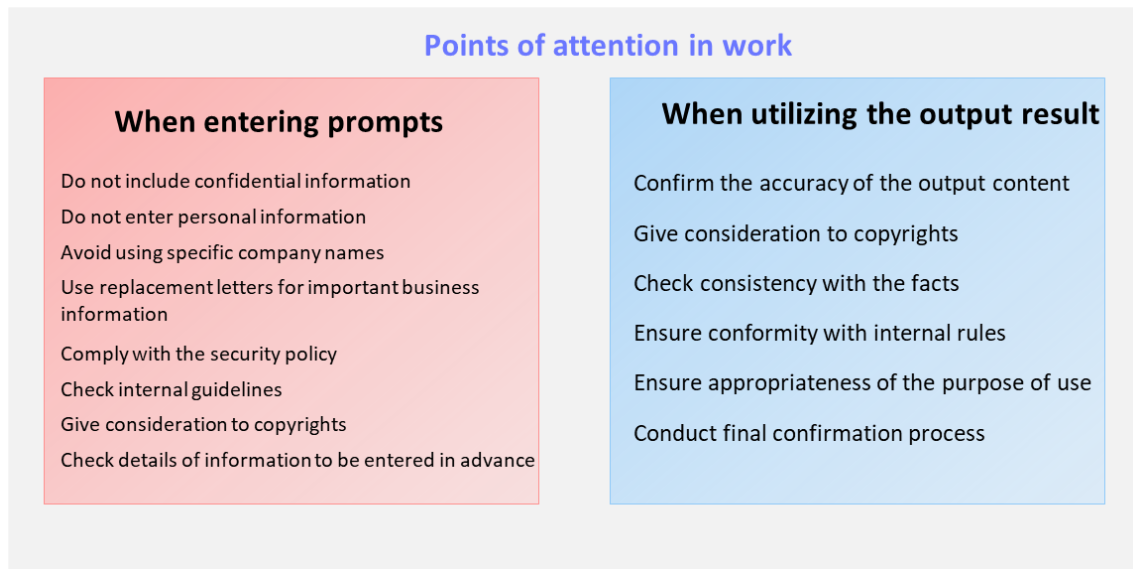 Points of attention in work
When entering prompts
Do not include confidential information
Do not enter personal information
Avoid using specific company names
Use replacement letters for important business
information
Comply with the security policy
Check internal guidelines
Give consideration to copyrights
Check details of information to be entered in advance
When utilizing the output result
Confirm the accuracy of the output content
Give consideration to copyrights
Check consistency with the facts
Ensure conformity with internal rules
Ensure appropriateness of the purpose of use
Conduct final confirmation process